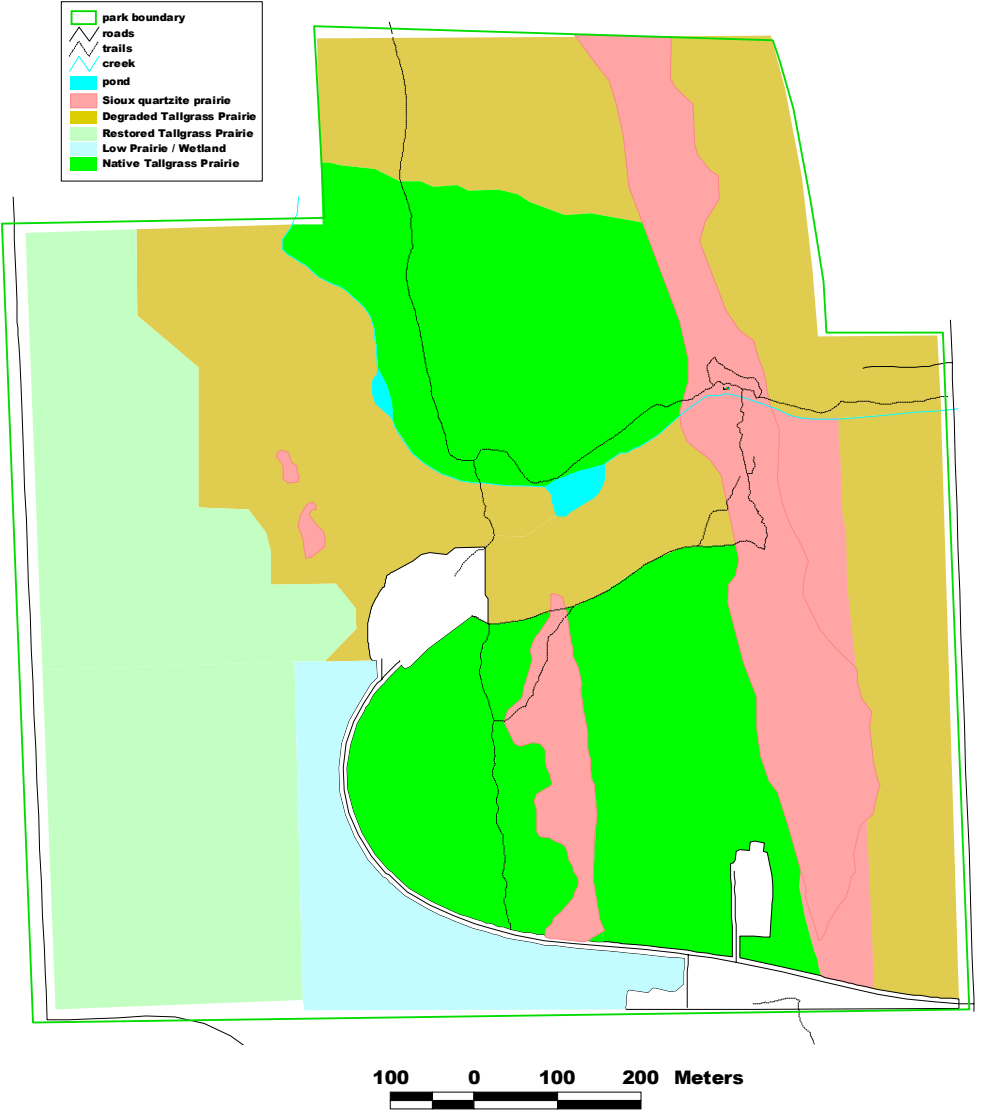 park boundary
roads
trails
creek
pond
Sioux quartzite prairie
Degraded Tallgrass Prairie
Restored Tallgrass Prairie
Low Prairie / Wetland
Native Tallgrass Prairie
100 0 100 200 Meters